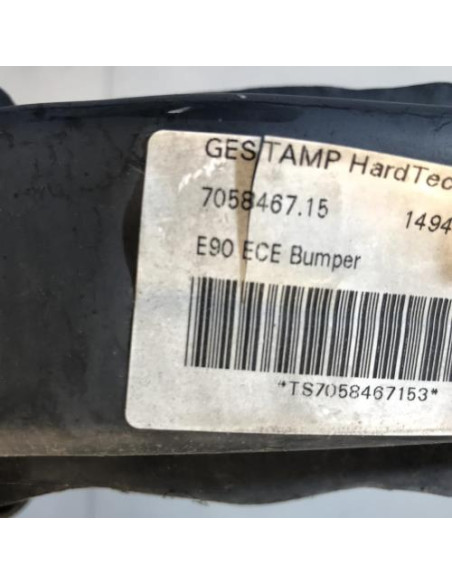 GESTAMP HardTec
7058467.15 1494
E90 ECE Bumper
*TS7058467153*